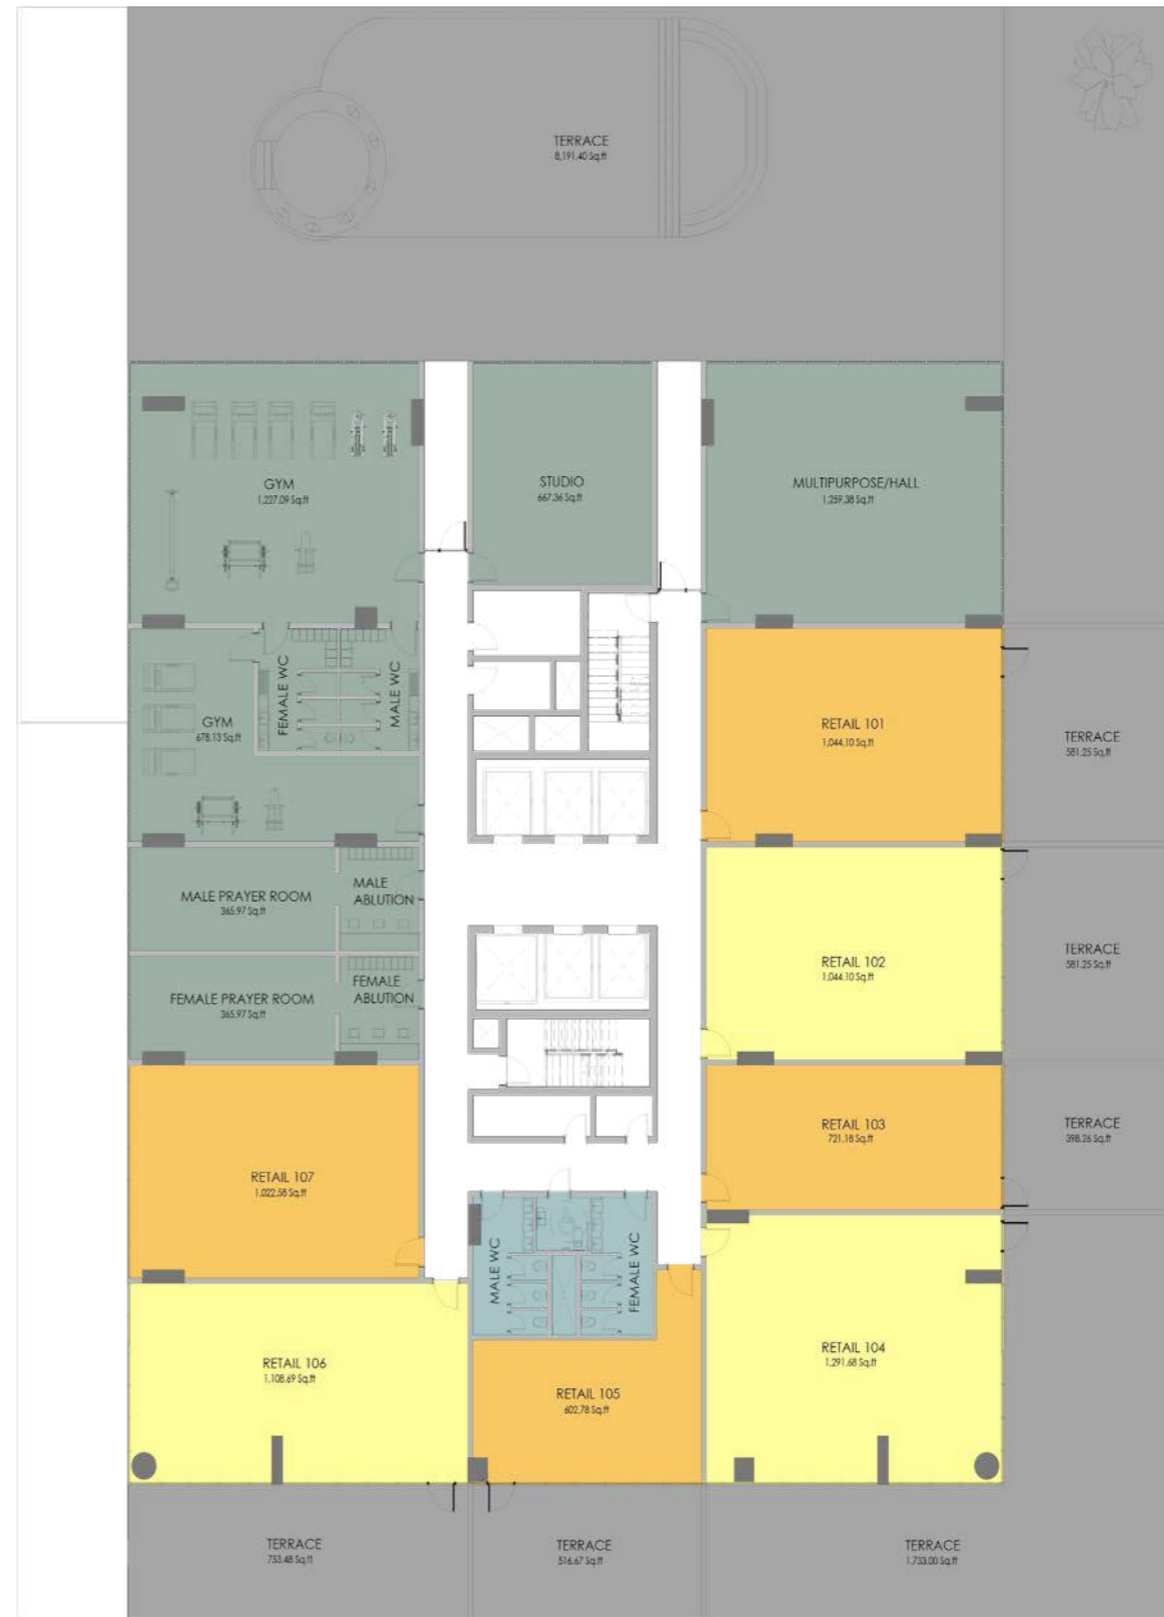 TERRACE
8,191.40 Sq.ft
GYM
1,227.09 Sq.ft
STUDIO
667.36 Sq.ft
MULTIPURPOSE/HALL
1,259.38 Sq.ft
FEMALE WC
MALE WC
GYM
678.13 Sq.ft
RETAIL 101
1,044.10 Sq.ft
TERRACE
581.25 Sq.ft
MALE PRAYER ROOM
365.97 Sq.ft
MALE
ABLUTION
RETAIL 102
1,044.10 Sq.ft
TERRACE
581.25 Sq.ft
FEMALE PRAYER ROOM
365.97 Sq.ft
FEMALE
ABLUTION
RETAIL 103
721.18 Sq.ft
TERRACE
398.26 Sq.ft
RETAIL 107
1,022.58 Sq.ft
MALE WC
FEMALE WC
RETAIL 104
1,291.68 Sq.ft
RETAIL 106
1,108.69 Sq.ft
RETAIL 105
602.78 Sq.ft
TERRACE
753.48 Sq.ft
TERRACE
516.67 Sq.ft
TERRACE
1,733.00 Sq.ft